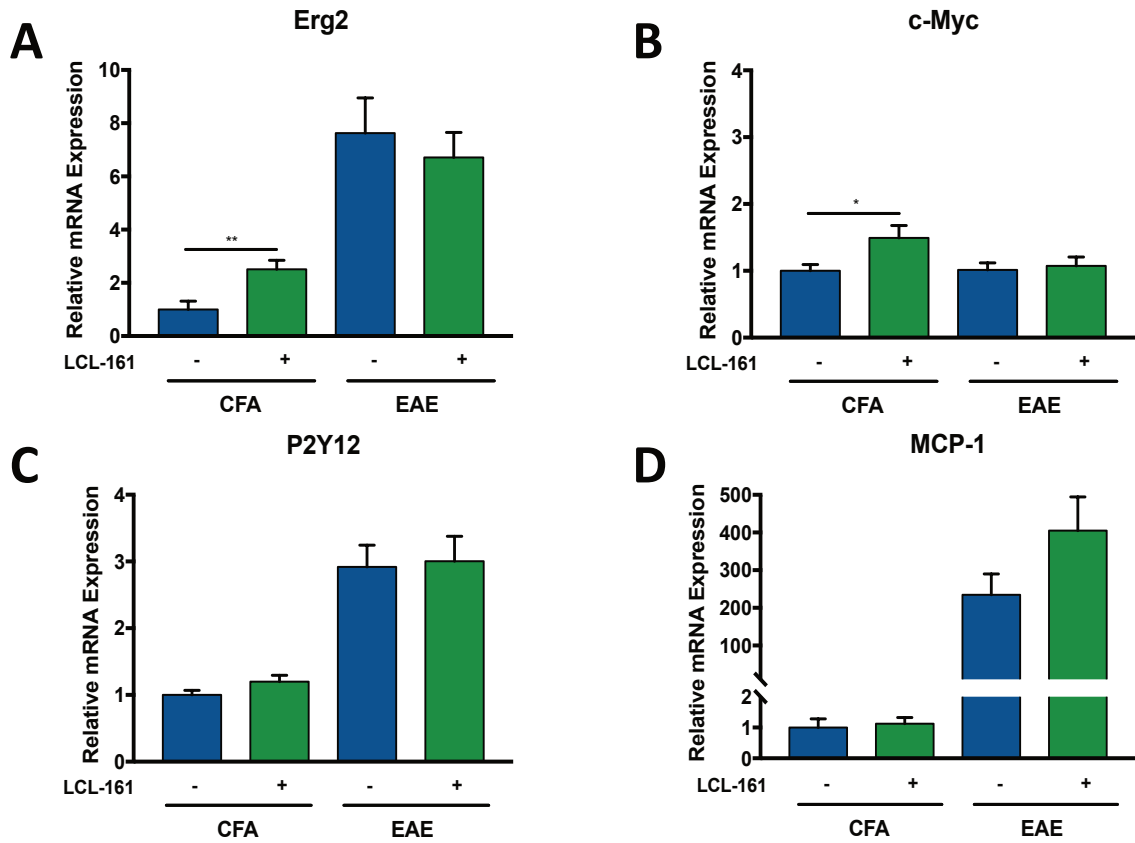 A
Erg2
Relative mRNA Expression
10
8
6
4
2
0
**
LCL-161
- + - +
CFA EAE
B
c-Myc
Relative mRNA Expression
4
3
2
1
0
*
LCL-161
- + - +
CFA EAE
C
P2Y12
Relative mRNA Expression
4
3
2
1
0
LCL-161
- + - +
CFA EAE
D
MCP-1
Relative mRNA Expression
500
400
300
200
100
2
1
0
LCL-161
- + - +
CFA EAE